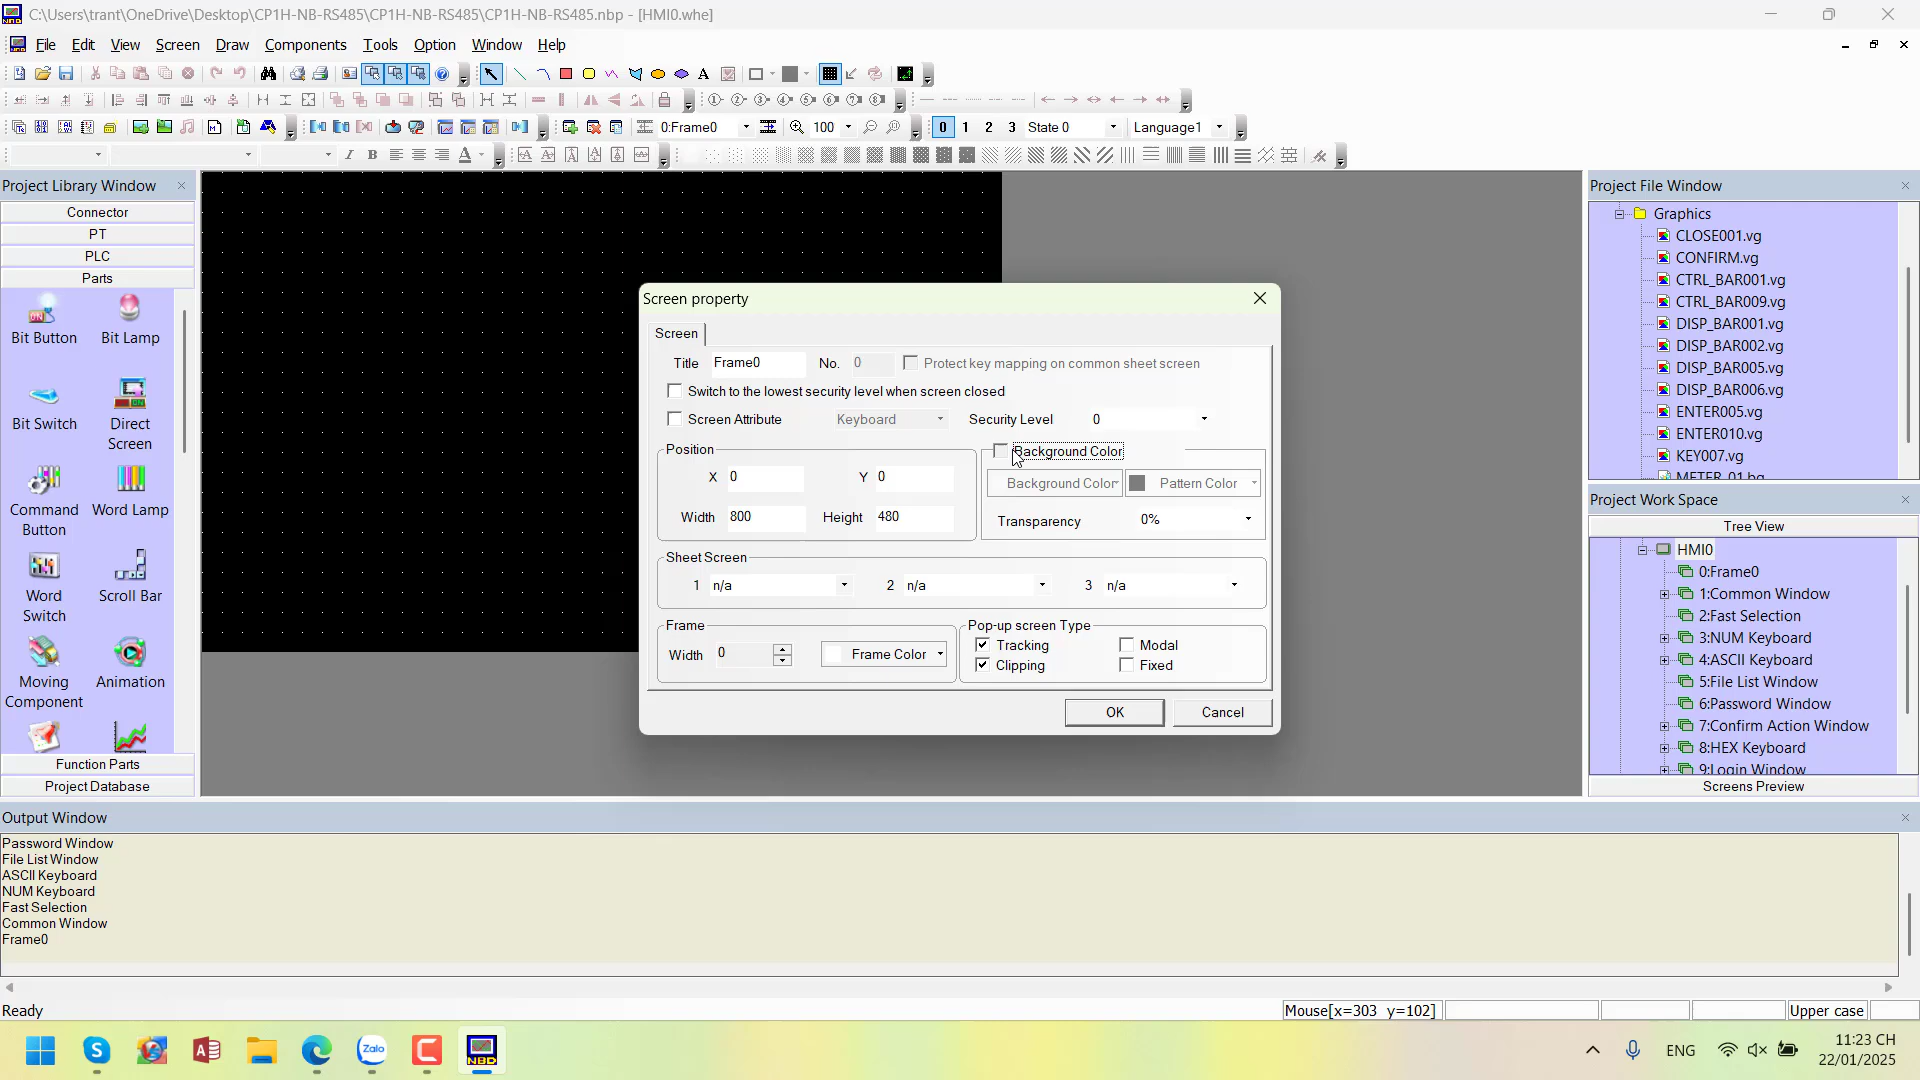 C:\Users\trant\OneDrive\Desktop\CP1H-NB-RS485\CP1H-NB-RS485\CP1H-NB-RS485.nbp - [HMI0.whe]
File Edit View Screen Draw Components Tools Option Window Help
0:Frame0 100 0 1 2 3 State 0 Language1
Project Library Window
Connector
PT
PLC
Parts
Bit Button Bit Lamp
Bit Switch Direct Screen
Command Button Word Lamp
Word Switch Scroll Bar
Moving Component Animation
Function Parts
Project Database
Screen property
Screen
Title Frame0 No. 0 Protect key mapping on common sheet screen
Switch to the lowest security level when screen closed
Screen Attribute Keyboard Security Level 0
Position Background Color
X 0 Y 0 Background Color Pattern Color
Width 800 Height 480 Transparency 0%
Sheet Screen
1 n/a 2 n/a 3 n/a
Frame Pop-up screen Type
Width 0 Frame Color Tracking Modal
Clipping Fixed
OK Cancel
Project File Window
Graphics
CLOSE001.vg
CONFIRM.vg
CTRL_BAR001.vg
CTRL_BAR009.vg
DISP_BAR001.vg
DISP_BAR002.vg
DISP_BAR005.vg
DISP_BAR006.vg
ENTER005.vg
ENTER010.vg
KEY007.vg
METER_01.bg
Project Work Space
Tree View
HMI0
0:Frame0
1:Common Window
2:Fast Selection
3:NUM Keyboard
4:ASCII Keyboard
5:File List Window
6:Password Window
7:Confirm Action Window
8:HEX Keyboard
9:Login Window
Screens Preview
Output Window
Password Window
File List Window
ASCII Keyboard
NUM Keyboard
Fast Selection
Common Window
Frame0
Ready Mouse[x=303 y=102] Upper case
Zalo NBD ENG 11:23 CH
22/01/2025